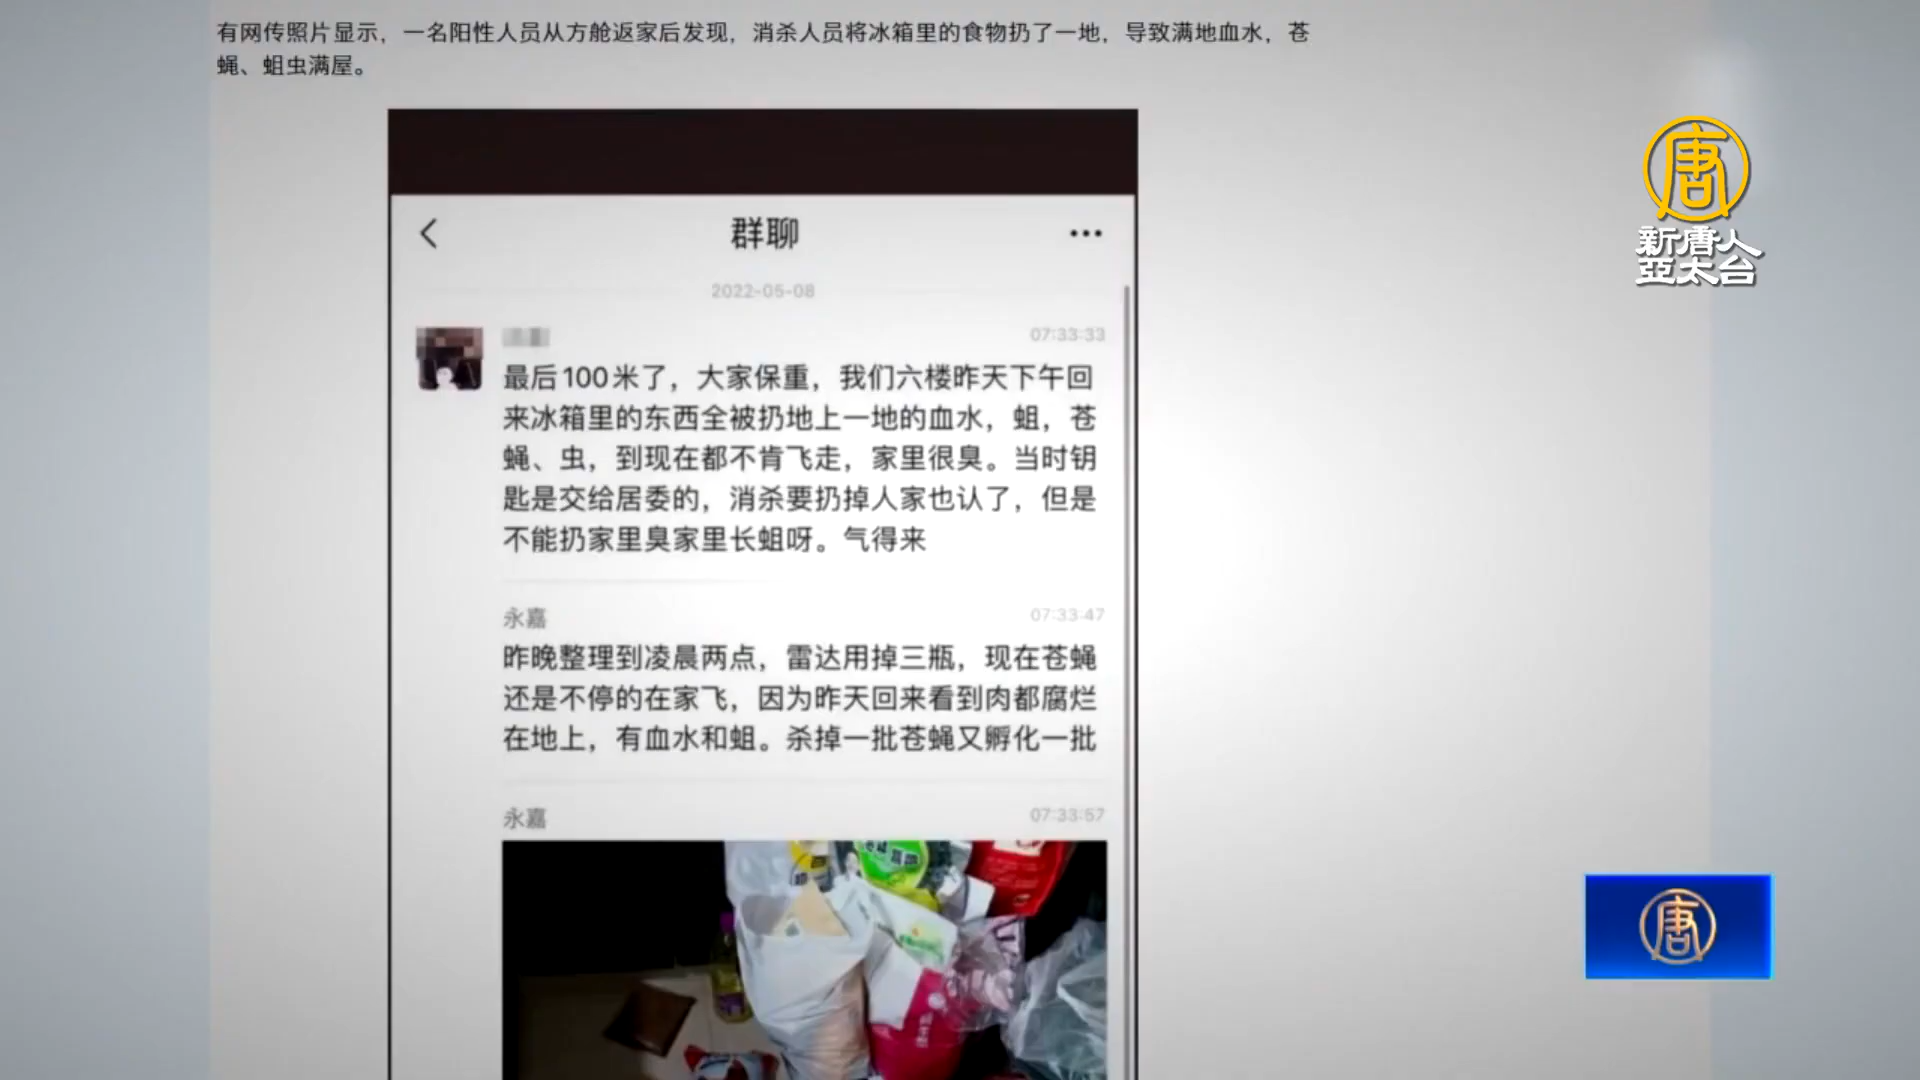 有网传照片显示，一名阳性人员从方舱返家后发现，消杀人员将冰箱里的食物扔了一地，导致满地血水，苍
蝇、蛆虫满屋。
群聊
2022-05-08
07:33:33
最后100米了，大家保重，我们六楼昨天下午回
来冰箱里的东西全被扔地上一地的血水，蛆，苍
蝇、虫，到现在都不肯飞走，家里很臭。当时钥
匙是交给居委的，消杀要扔掉人家也认了，但是
不能扔家里臭家里长蛆呀。气得来
永嘉
07:33:47
昨晚整理到凌晨两点，雷达用掉三瓶，现在苍蝇
还是不停的在家飞，因为昨天回来看到肉都腐烂
在地上，有血水和蛆。杀掉一批苍蝇又孵化一批
永嘉
07:33:57
唐
新唐人
亞太台
唐